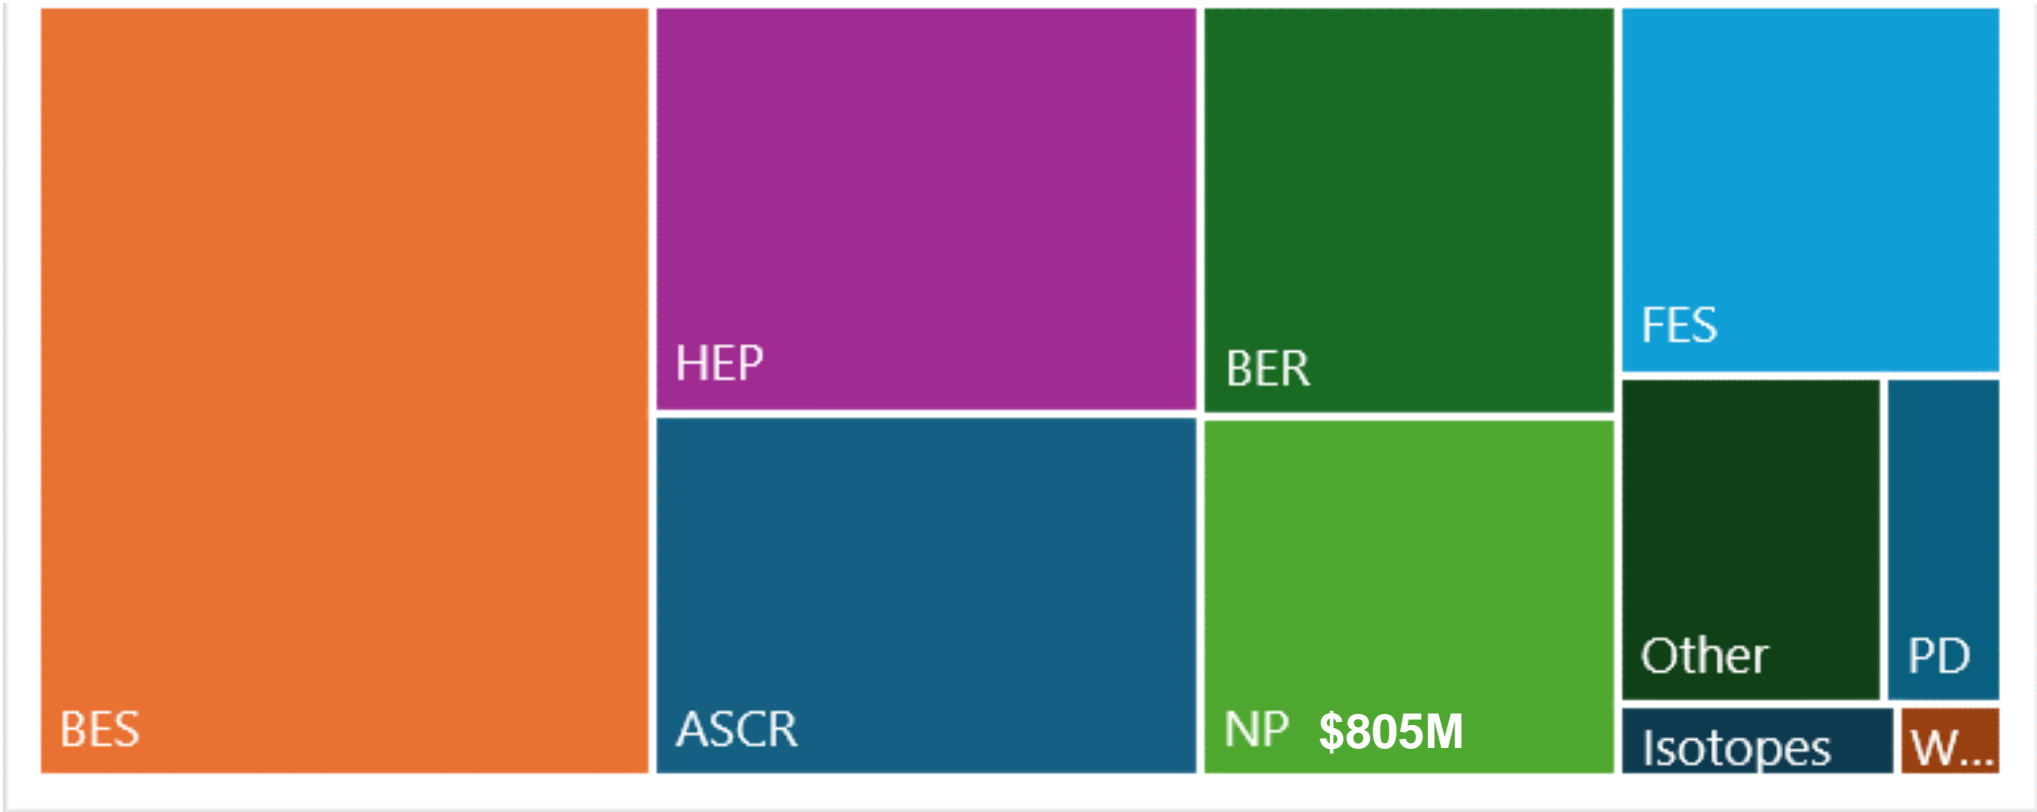 BES
HEP
ASCR
BER
NP $805M
FES
Other
PD
Isotopes
W...